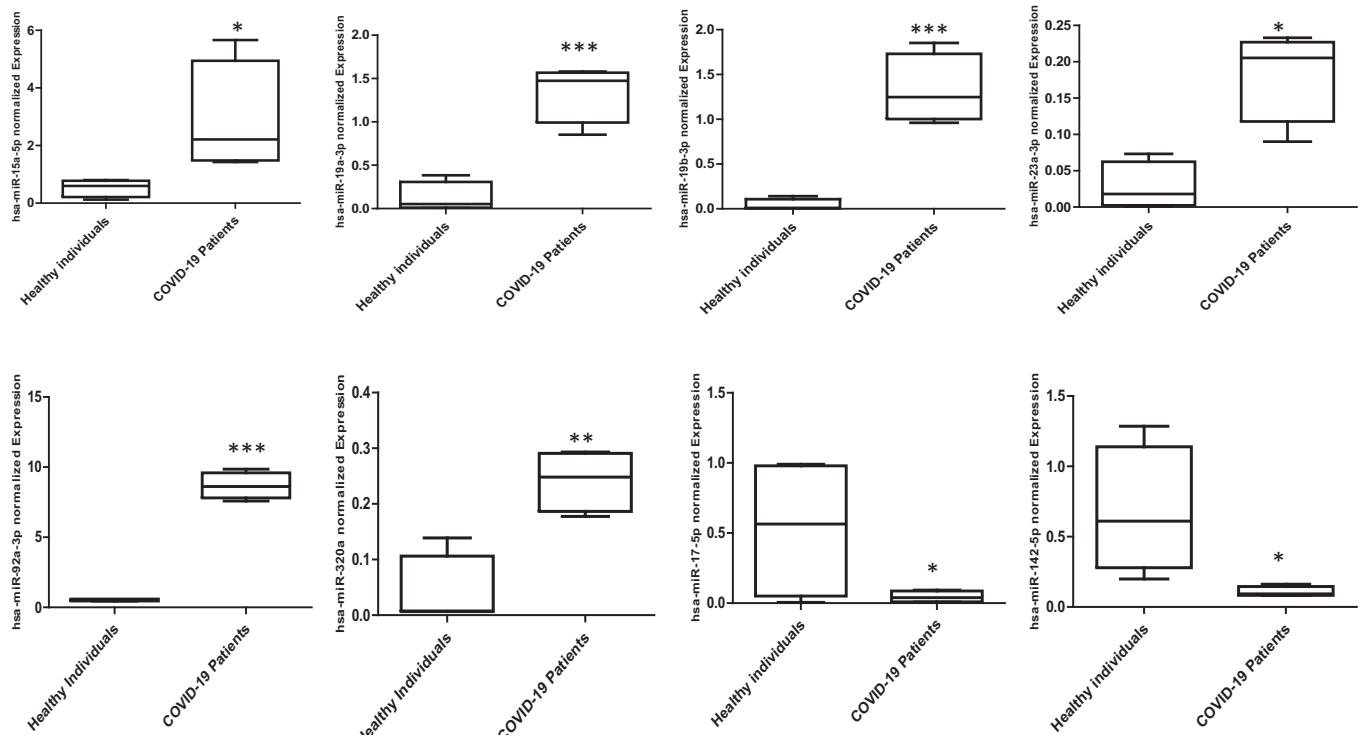 hsa-miR-15a-5p normalized Expression
6
4
2
0
*
Healthy individuals
COVID-19 Patients
hsa-miR-19a-3p normalized Expression
2.0
1.5
1.0
0.5
0.0
***
Healthy individuals
COVID-19 Patients
hsa-miR-19b-3p normalized Expression
2.0
1.5
1.0
0.5
0.0
***
Healthy individuals
COVID-19 Patients
hsa-miR-23a-3p normalized Expression
0.25
0.20
0.15
0.10
0.05
0.00
*
Healthy individuals
COVID-19 Patients
hsa-miR-92a-3p normalized Expression
15
10
5
0
***
Healthy Individuals
COVID-19 Patients
hsa-miR-320a normalized Expression
0.4
0.3
0.2
0.1
0.0
**
ealthy Individuals
OVID-19 Patients
hsa-miR-17-5p normalized Expression
1.5
1.0
0.5
0.0
*
Healthy individuals
COVID-19 Patients
hsa-miR-142-5p normalized Expression
1.5
1.0
0.5
0.0
*
Healthy individuals
COVID-19 Patients